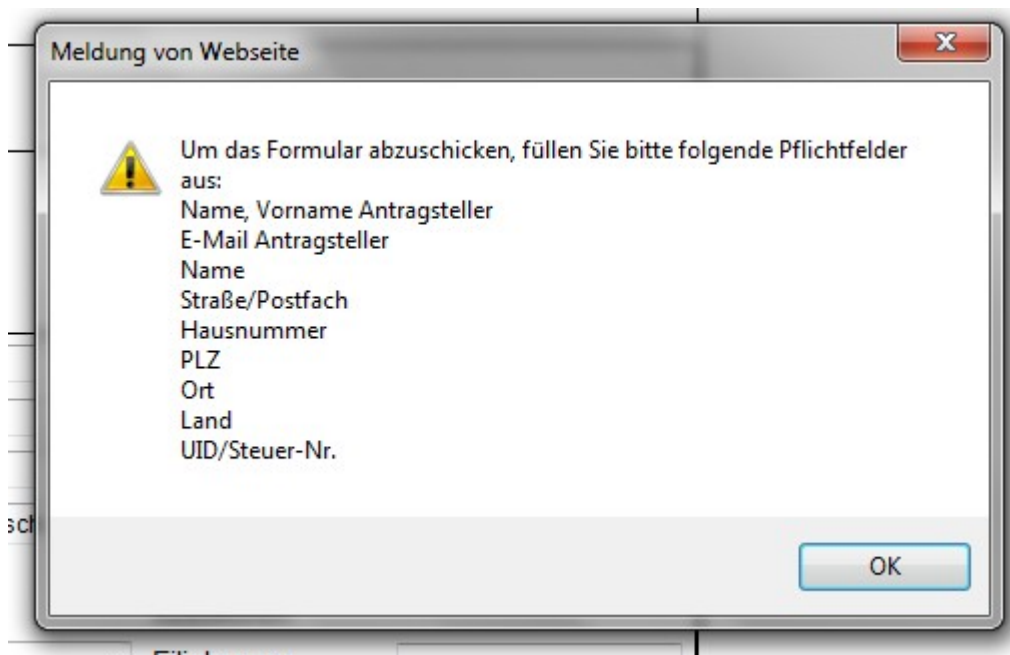 Meldung von Webseite
Um das Formular abzuschicken, füllen Sie bitte folgende Pflichtfelder
aus:
Name, Vorname Antragsteller
E-Mail Antragsteller
Name
Straße/Postfach
Hausnummer
PLZ
Ort
Land
UID/Steuer-Nr.
sch
OK